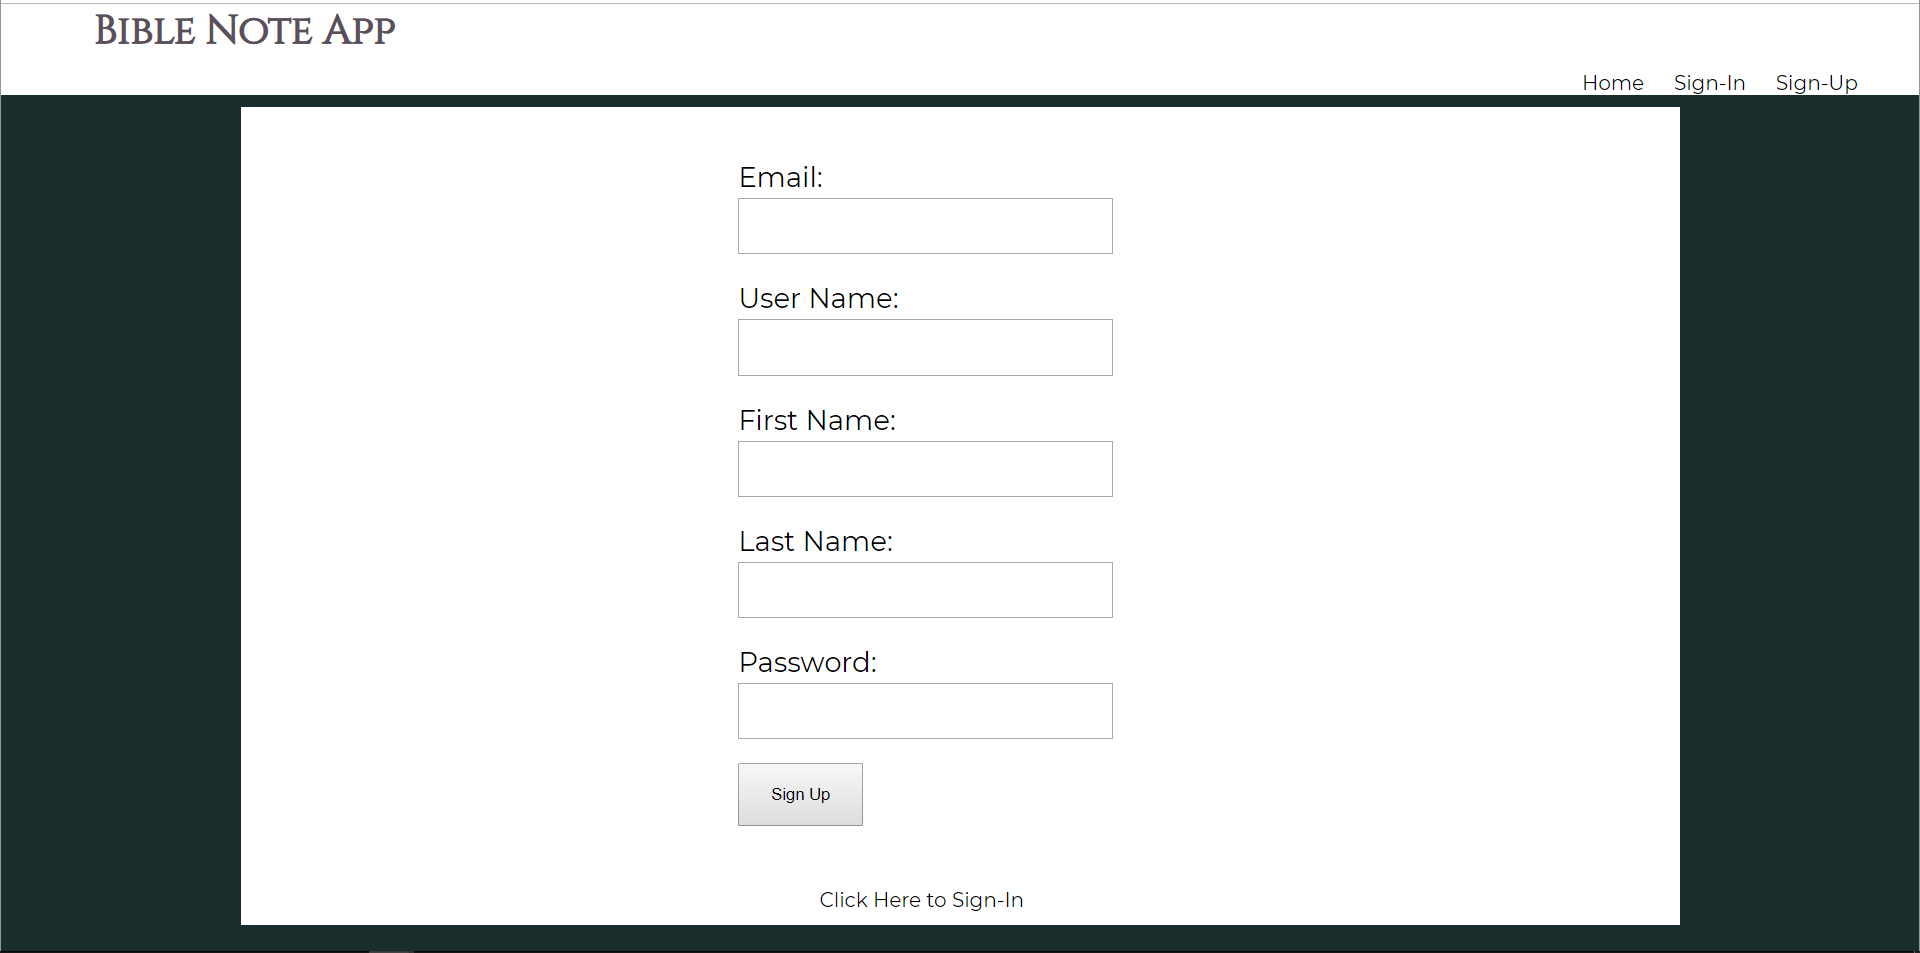 Bible Note App
Home Sign-In Sign-Up
Email:
User Name:
First Name:
Last Name:
Password:
Sign Up
Click Here to Sign-In